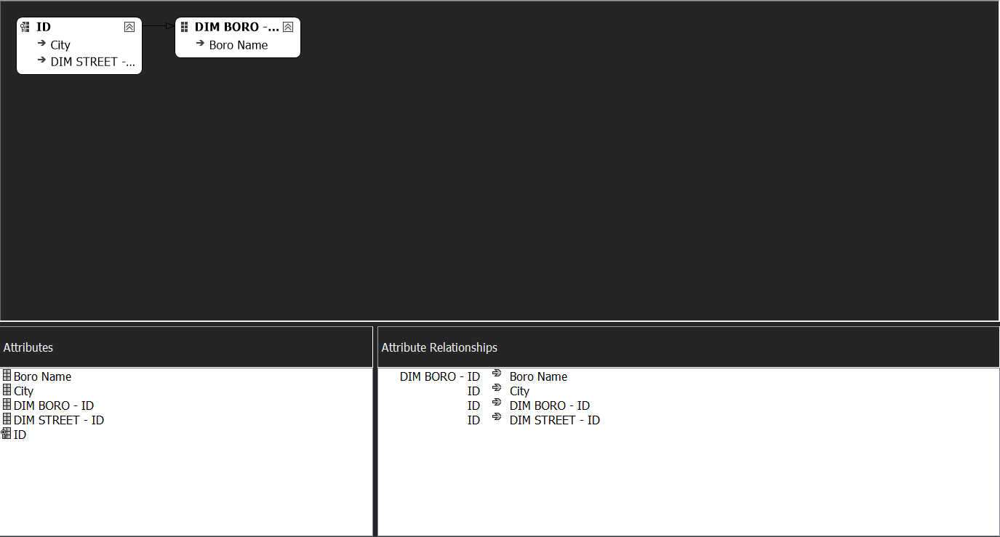 ID
City
DIM STREET -...
DIM BORO -...
Boro Name
Attributes
Boro Name
City
DIM BORO - ID
DIM STREET - ID
ID
Attribute Relationships
DIM BORO - ID Boro Name
ID City
ID DIM BORO - ID
ID DIM STREET - ID